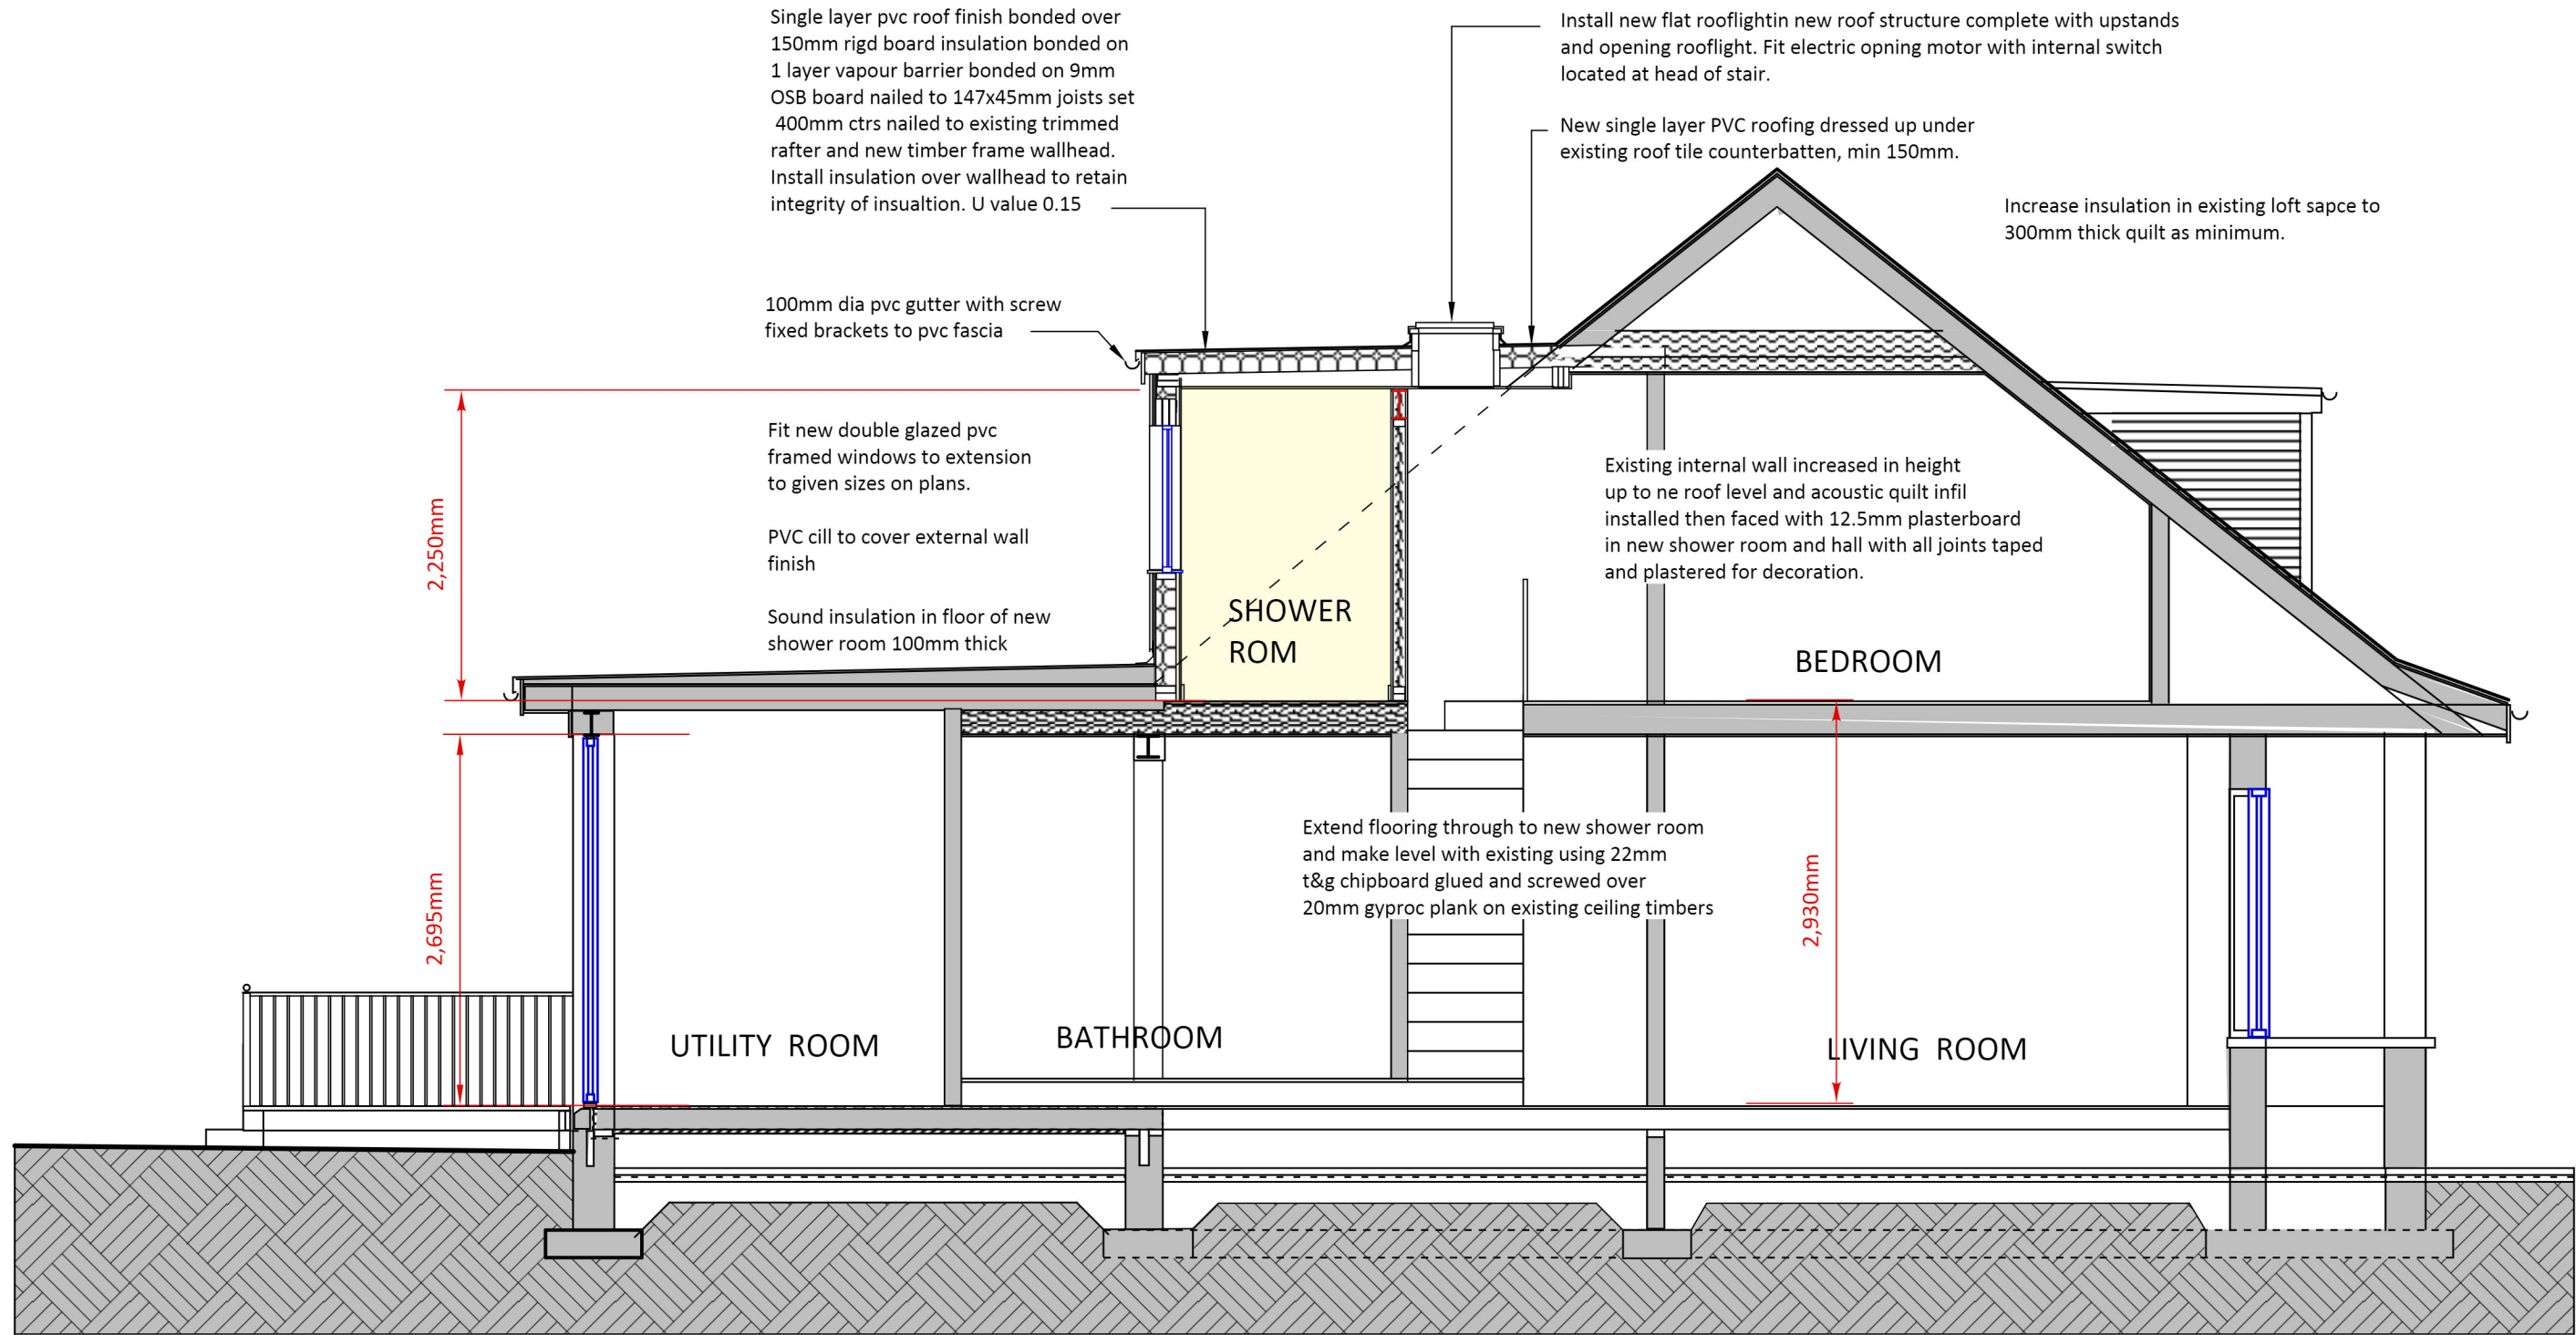 Single layer pvc roof finish bonded over
150mm rigd board insulation bonded on
1 layer vapour barrier bonded on 9mm
OSB board nailed to 147x45mm joists set
400mm ctrs nailed to existing trimmed
rafter and new timber frame wallhead.
Install insulation over wallhead to retain
integrity of insualtion. U value 0.15
Install new flat rooflightin new roof structure complete with upstands
and opening rooflight. Fit electric opning motor with internal switch
located at head of stair.
New single layer PVC roofing dressed up under
existing roof tile counterbatten, min 150mm.
Increase insulation in existing loft sapce to
300mm thick quilt as minimum.
100mm dia pvc gutter with screw
fixed brackets to pvc fascia
Fit new double glazed pvc
framed windows to extension
to given sizes on plans.
PVC cill to cover external wall
finish
Sound insulation in floor of new
shower room 100mm thick
2,250mm
SHOWER
ROM
Existing internal wall increased in height
up to ne roof level and acoustic quilt infil
installed then faced with 12.5mm plasterboard
in new shower room and hall with all joints taped
and plastered for decoration.
BEDROOM
Extend flooring through to new shower room
and make level with existing using 22mm
t&g chipboard glued and screwed over
20mm gyproc plank on existing ceiling timbers
2,695mm
2,930mm
UTILITY ROOM
BATHROOM
LIVING ROOM